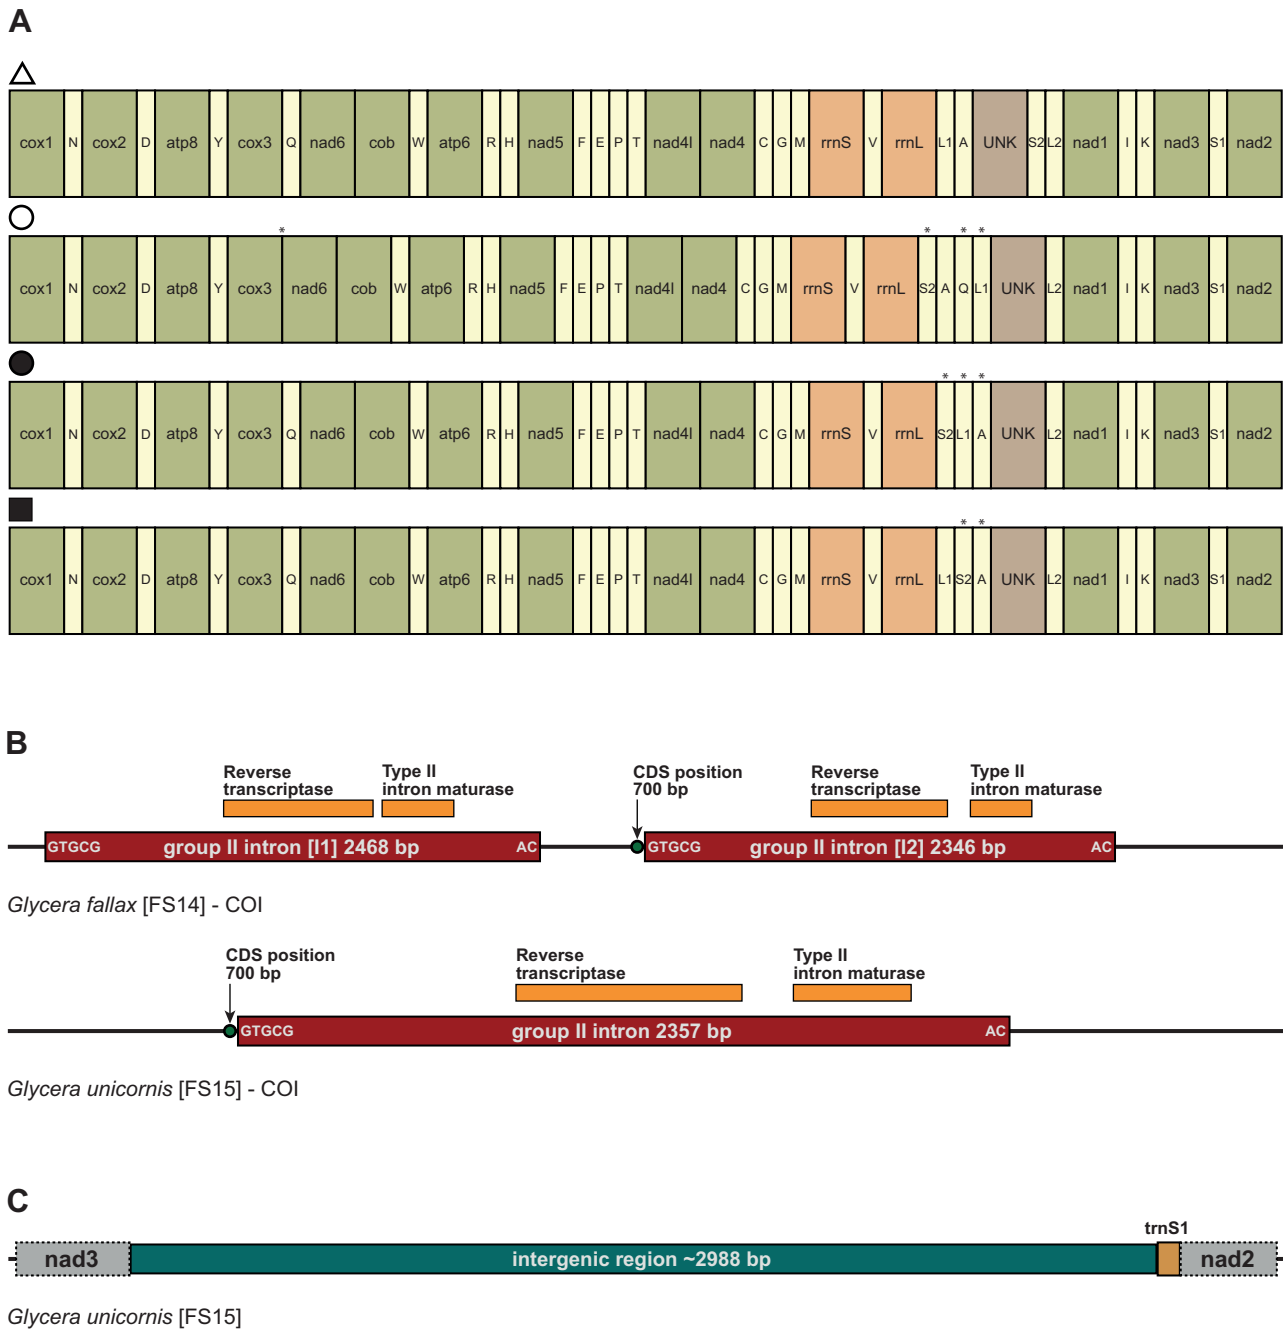 A
cox1 N cox2 D atp8 Y cox3 Q nad6 cob W atp6 R H nad5 F E P T nad4l nad4 C G M rrnS V rrnL L1 A UNK S2 L2 nad1 I K nad3 S1 nad2
* * * *
cox1 N cox2 D atp8 Y cox3 nad6 cob W atp6 R H nad5 F E P T nad4l nad4 C G M rrnS V rrnL S2 A Q L1 UNK L2 nad1 I K nad3 S1 nad2
* * *
cox1 N cox2 D atp8 Y cox3 Q nad6 cob W atp6 R H nad5 F E P T nad4l nad4 C G M rrnS V rrnL S2 L1 A UNK L2 nad1 I K nad3 S1 nad2
* *
cox1 N cox2 D atp8 Y cox3 Q nad6 cob W atp6 R H nad5 F E P T nad4l nad4 C G M rrnS V rrnL L1 S2 A UNK L2 nad1 I K nad3 S1 nad2
B
Reverse
transcriptase
Type II
intron maturase
CDS position
700 bp
Reverse
transcriptase
Type II
intron maturase
GTGCG group II intron [I1] 2468 bp AC
GTGCG group II intron [I2] 2346 bp AC
Glycera fallax [FS14] - COI
CDS position
700 bp
Reverse
transcriptase
Type II
intron maturase
GTGCG group II intron 2357 bp AC
Glycera unicornis [FS15] - COI
C
trnS1
nad3 intergenic region ~2988 bp nad2
Glycera unicornis [FS15]